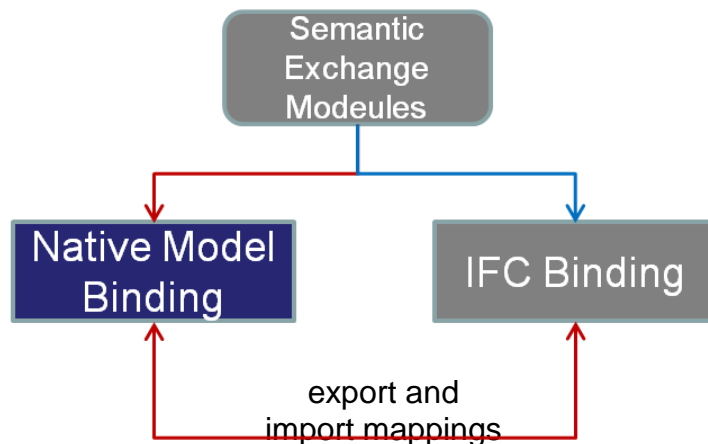 Semantic
Exchange
Modeules
Native Model
Binding
IFC Binding
export and
import mappings